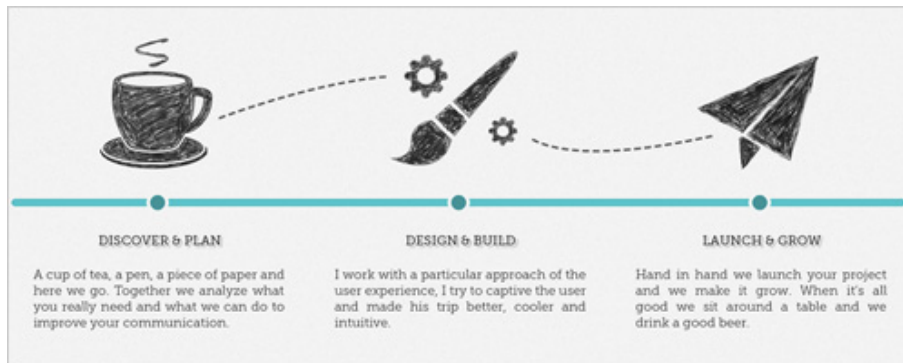 DISCOVER & PLAN
A cup of tea, a pen, a piece of paper and
here we go. Together we analyze what
you really need and what we can do to
improve your communication.
DESIGN & BUILD
I work with a particular approach of the
user experience, I try to captive the user
and made his trip better, cooler and
intuitive.
LAUNCH & GROW
Hand in hand we launch your project
and we make it grow. When it's all
good we sit around a table and we
drink a good beer.